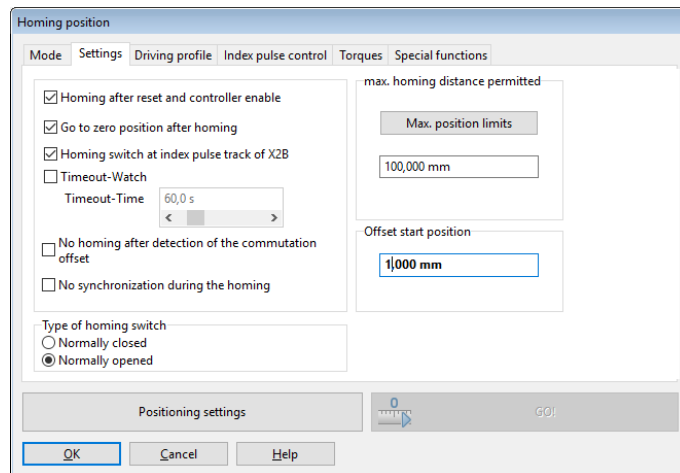 Homing position
Mode Settings Driving profile Index pulse control Torques Special functions
Homing after reset and controller enable
Go to zero position after homing
Homing switch at index pulse track of X2B
Timeout-Watch
Timeout-Time 60,0 s
No homing after detection of the commutation
offset
No synchronization during the homing
Type of homing switch
Normally closed
Normally opened
max. homing distance permitted
Max. position limits
100,000 mm
Offset start position
1,000 mm
Positioning settings
0
GO!
OK Cancel Help